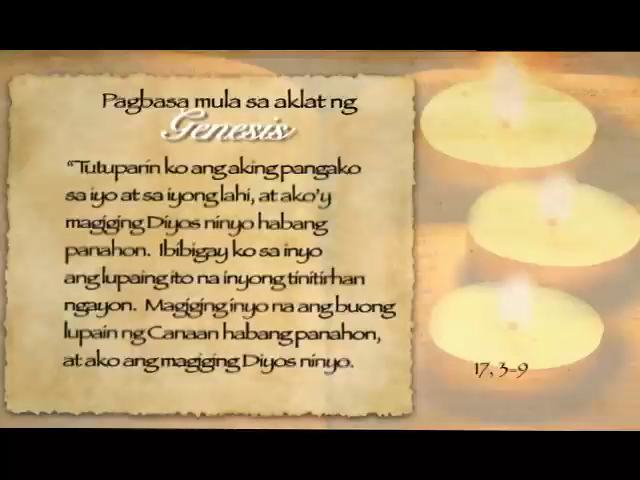 Pagbasa mula sa aklat ng
Genesis
"Tutuparin ko ang aking pangako
sa iyo at sa iyong lahi, at ako'y
magiging Diyos ninyo habang
panahon. Ibibigay ko sa inyo
ang lupaing ito na inyong tinitirhan
ngayon. Magiging inyo na ang buong
lupain ng Canaan habang panahon,
at ako ang magiging Diyos ninyo.
17, 3-9